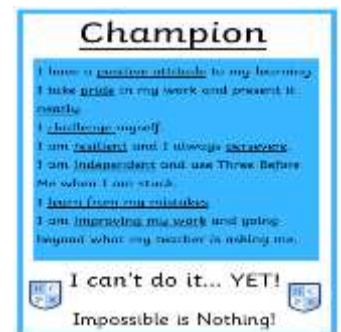 Champion
I have a positive attitude to my learning.
I take pride in my work and present it
neatly.
I challenge myself.
I am resilient and I always persevere.
I am independent and use Three Before
Me when I am stuck.
I learn from my mistakes.
I am improving my work and going
beyond what my teacher is asking me.
I can't do it... YET!
Impossible is Nothing!